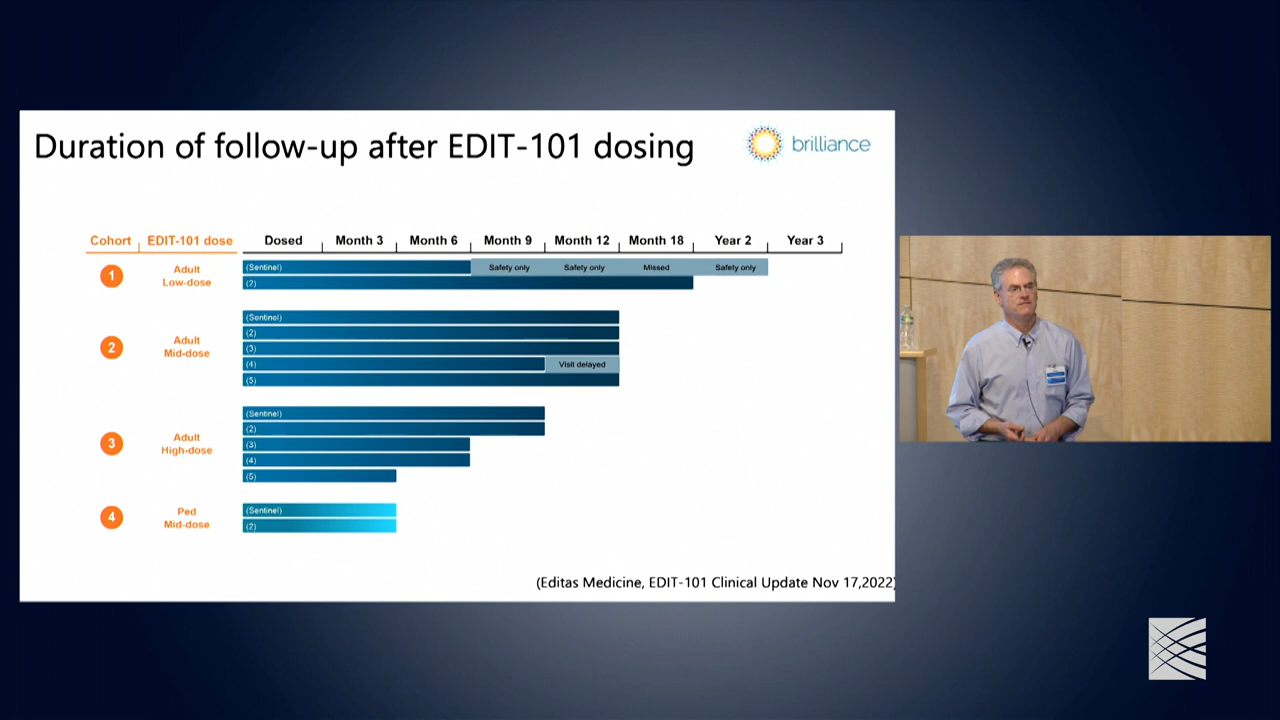 Duration of follow-up after EDIT-101 dosing
brilliance
Cohort EDIT-101 dose Dosed Month 3 Month 6 Month 9 Month 12 Month 18 Year 2 Year 3
1 Adult Low-dose
(Sentinel) Safety only Safety only Missed Safety only
(2)
2 Adult Mid-dose
(Sentinel)
(2)
(3)
(4) Visit delayed
(5)
3 Adult High-dose
(Sentinel)
(2)
(3)
(4)
(5)
4 Ped Mid-dose
(Sentinel)
(2)
(Editas Medicine, EDIT-101 Clinical Update Nov 17,2022)